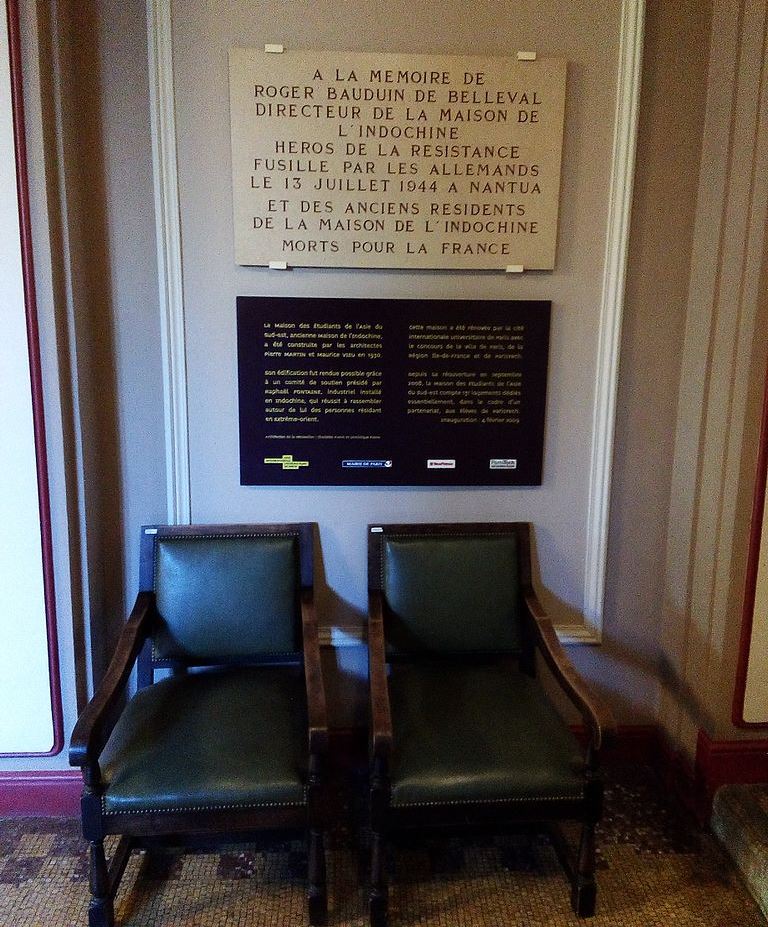 A LA MEMOIRE DE
ROGER BAUDUIN DE BELLEVAL
DIRECTEUR DE LA MAISON DE
L'INDOCHINE
HEROS DE LA RESISTANCE
FUSILLE PAR LES ALLEMANDS
LE 13 JUILLET 1944 A NANTUA
ET DES ANCIENS RESIDENTS
DE LA MAISON DE L'INDOCHINE
MORTS POUR LA FRANCE
La Maison des étudiants de l'Asie du
sud-est, ancienne Maison de l'Indochine,
a été construite par les architectes
Pierre MARTIN et Maurice VIEU en 1930.
son édification fut rendue possible grâce
à un comité de soutien présidé par
Raphaël FONTAINE, industriel installé
en Indochine, qui réussit à rassembler
autour de lui des personnes résidant
en extrême-orient.
cette maison a été rénovée par la cité
internationale universitaire de Paris avec
le concours de la ville de Paris, de la
Région Ile-de-France et de Paristech.
Depuis sa réouverture en septembre
2008, la Maison des étudiants de l'Asie
du sud-est compte 131 logements dédiés
essentiellement, dans le cadre d'un
partenariat, aux élèves de Paristech.
Inauguration : 4 février 2009
MAIRIE DE PARIS
îledeFrance
ParisTech